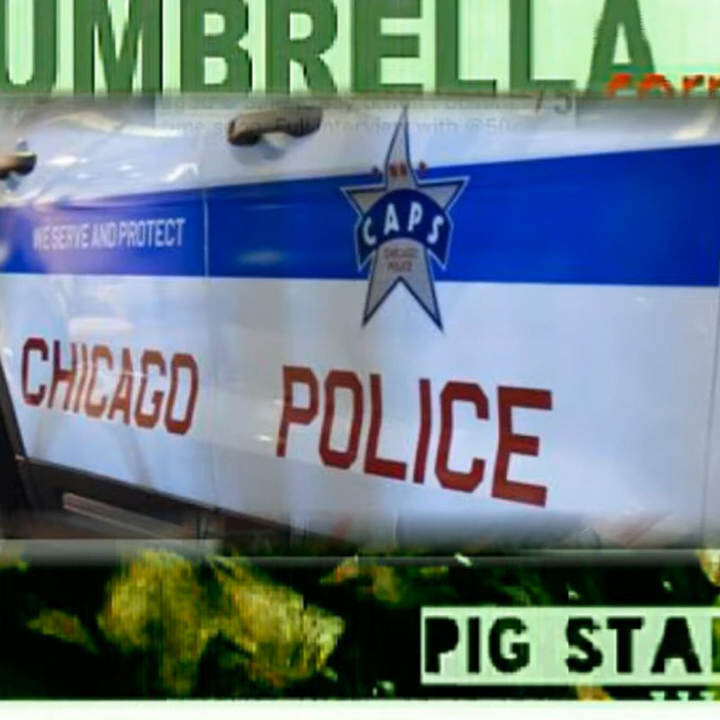 UMBRELLA
WE SERVE AND PROTECT
CAPS
CHICAGO
POLICE
CHICAGO POLICE
PIG STA